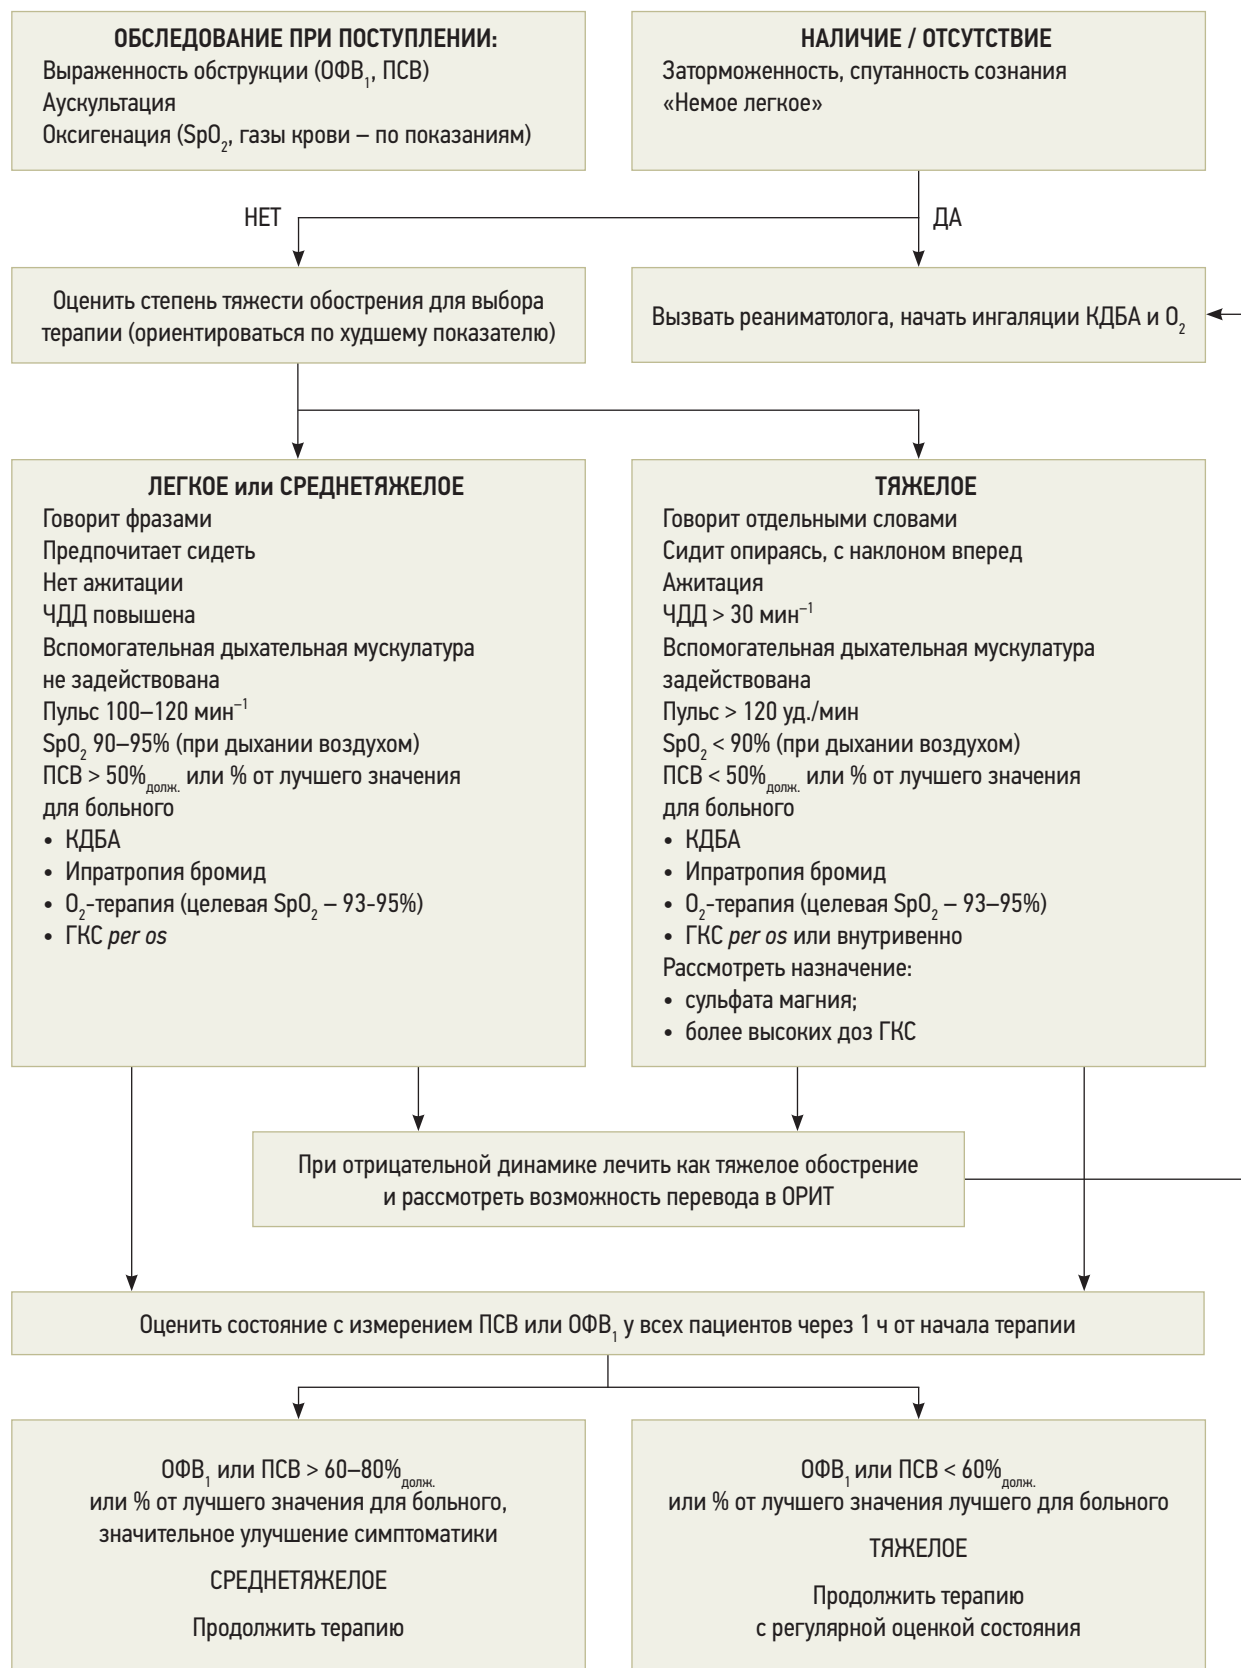 ОБСЛЕДОВАНИЕ ПРИ ПОСТУПЛЕНИИ:
Выраженность обструкции (ОФВ₁, ПСВ)
Аускультация
Оксигенация (SpO₂, газы крови – по показаниям)
НАЛИЧИЕ / ОТСУТСТВИЕ
Заторможенность, спутанность сознания
«Немое легкое»
НЕТ
ДА
Оценить степень тяжести обострения для выбора
терапии (ориентироваться по худшему показателю)
Вызвать реаниматолога, начать ингаляции КДБА и O₂
ЛЕГКОЕ или СРЕДНЕТЯЖЕЛОЕ
Говорит фразами
Предпочитает сидеть
Нет ажитации
ЧДД повышена
Вспомогательная дыхательная мускулатура
не задействована
Пульс 100–120 мин⁻¹
SpO₂ 90–95% (при дыхании воздухом)
ПСВ > 50%долж. или % от лучшего значения
для больного
• КДБА
• Ипратропия бромид
• O₂-терапия (целевая SpO₂ – 93-95%)
• ГКС per os
ТЯЖЕЛОЕ
Говорит отдельными словами
Сидит опираясь, с наклоном вперед
Ажитация
ЧДД > 30 мин⁻¹
Вспомогательная дыхательная мускулатура
задействована
Пульс > 120 уд./мин
SpO₂ < 90% (при дыхании воздухом)
ПСВ < 50%долж. или % от лучшего значения
для больного
• КДБА
• Ипратропия бромид
• O₂-терапия (целевая SpO₂ – 93–95%)
• ГКС per os или внутривенно
Рассмотреть назначение:
• сульфата магния;
• более высоких доз ГКС
При отрицательной динамике лечить как тяжелое обострение
и рассмотреть возможность перевода в ОРИТ
Оценить состояние с измерением ПСВ или ОФВ₁ у всех пациентов через 1 ч от начала терапии
ОФВ₁ или ПСВ > 60–80%долж.
или % от лучшего значения для больного,
значительное улучшение симптоматики
СРЕДНЕТЯЖЕЛОЕ
Продолжить терапию
ОФВ₁ или ПСВ < 60%долж.
или % от лучшего значения лучшего для больного
ТЯЖЕЛОЕ
Продолжить терапию
с регулярной оценкой состояния